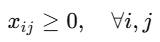 x_{ij} ≥ 0, ∀i, j